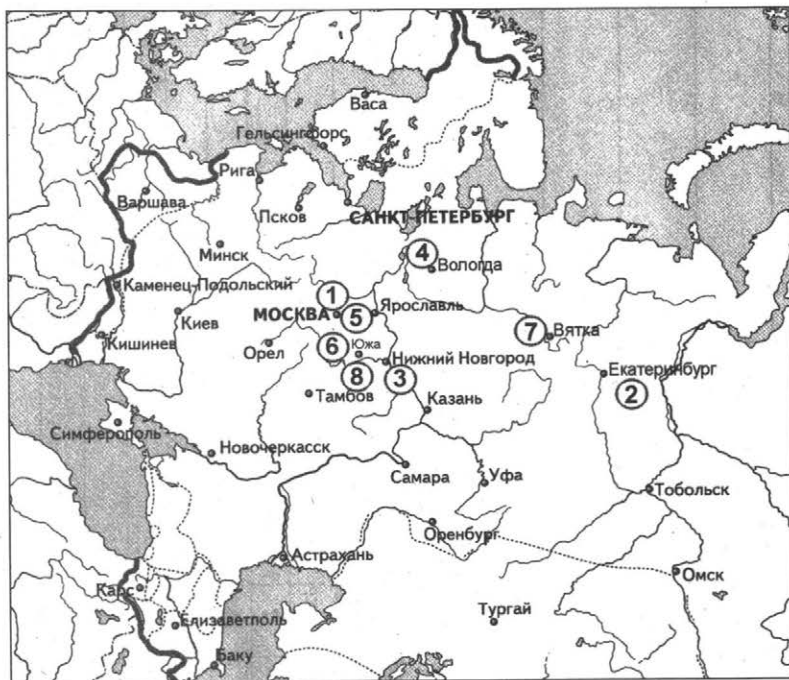 Васа
Гельсингфорс
Рига
Варшава
Псков
САНКТ-ПЕТЕРБУРГ
Минск
4
Вологда
Каменец-Подольский
1
Киев
МОСКВА
5
Ярославль
7
Вятка
Кишинев
Орел
6
Южа
Нижний Новгород
Екатеринбург
8
3
2
Тамбов
Казань
Симферополь
Новочеркасск
Самара
Уфа
Тобольск
Оренбург
Астрахань
Омск
Карс
Тургай
Елизаветполь
Баку